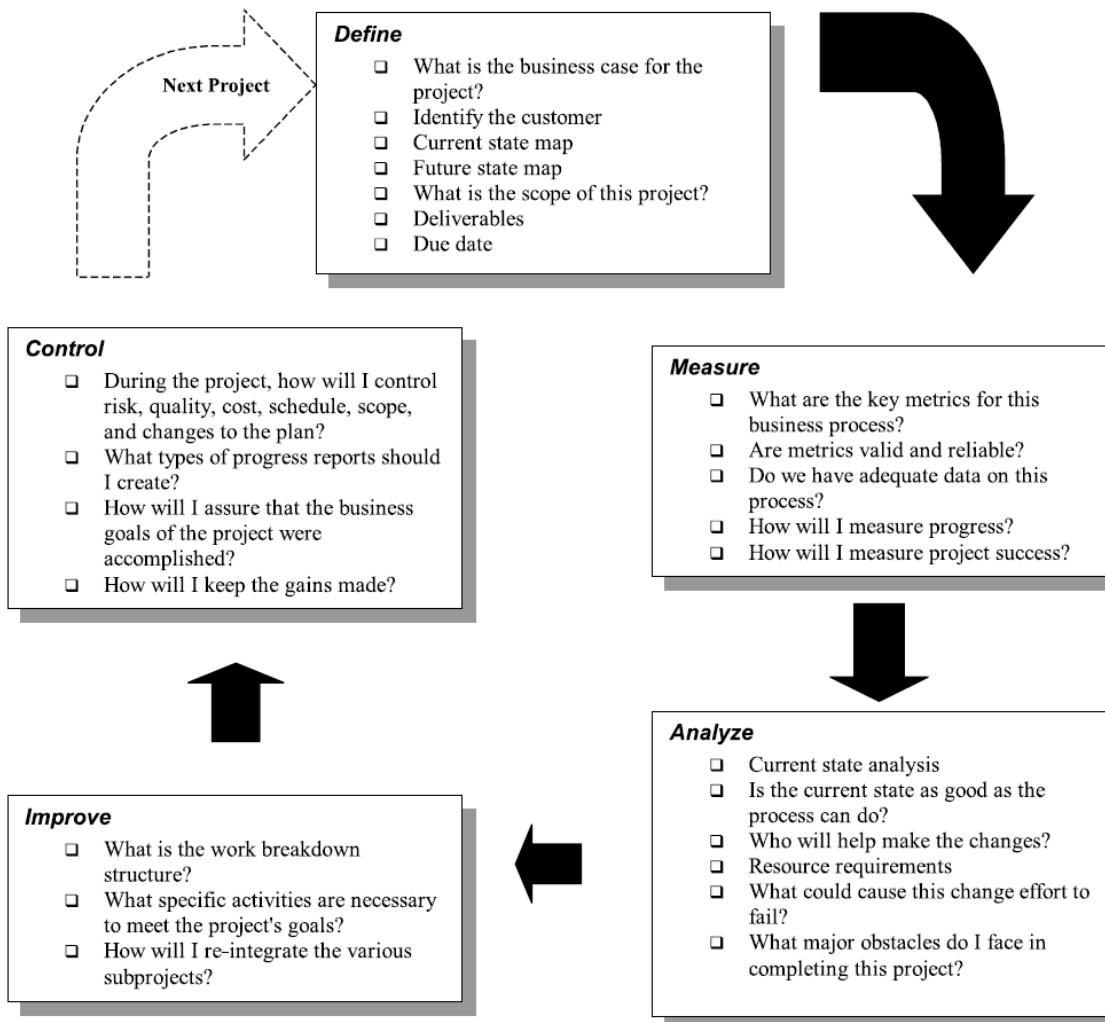 Next Project
Define
❑ What is the business case for the
project?
❑ Identify the customer
❑ Current state map
❑ Future state map
❑ What is the scope of this project?
❑ Deliverables
❑ Due date
Measure
❑ What are the key metrics for this
business process?
❑ Are metrics valid and reliable?
❑ Do we have adequate data on this
process?
❑ How will I measure progress?
❑ How will I measure project success?
Analyze
❑ Current state analysis
❑ Is the current state as good as the
process can do?
❑ Who will help make the changes?
❑ Resource requirements
❑ What could cause this change effort to
fail?
❑ What major obstacles do I face in
completing this project?
Improve
❑ What is the work breakdown
structure?
❑ What specific activities are necessary
to meet the project's goals?
❑ How will I re-integrate the various
subprojects?
Control
❑ During the project, how will I control
risk, quality, cost, schedule, scope,
and changes to the plan?
❑ What types of progress reports should
I create?
❑ How will I assure that the business
goals of the project were
accomplished?
❑ How will I keep the gains made?